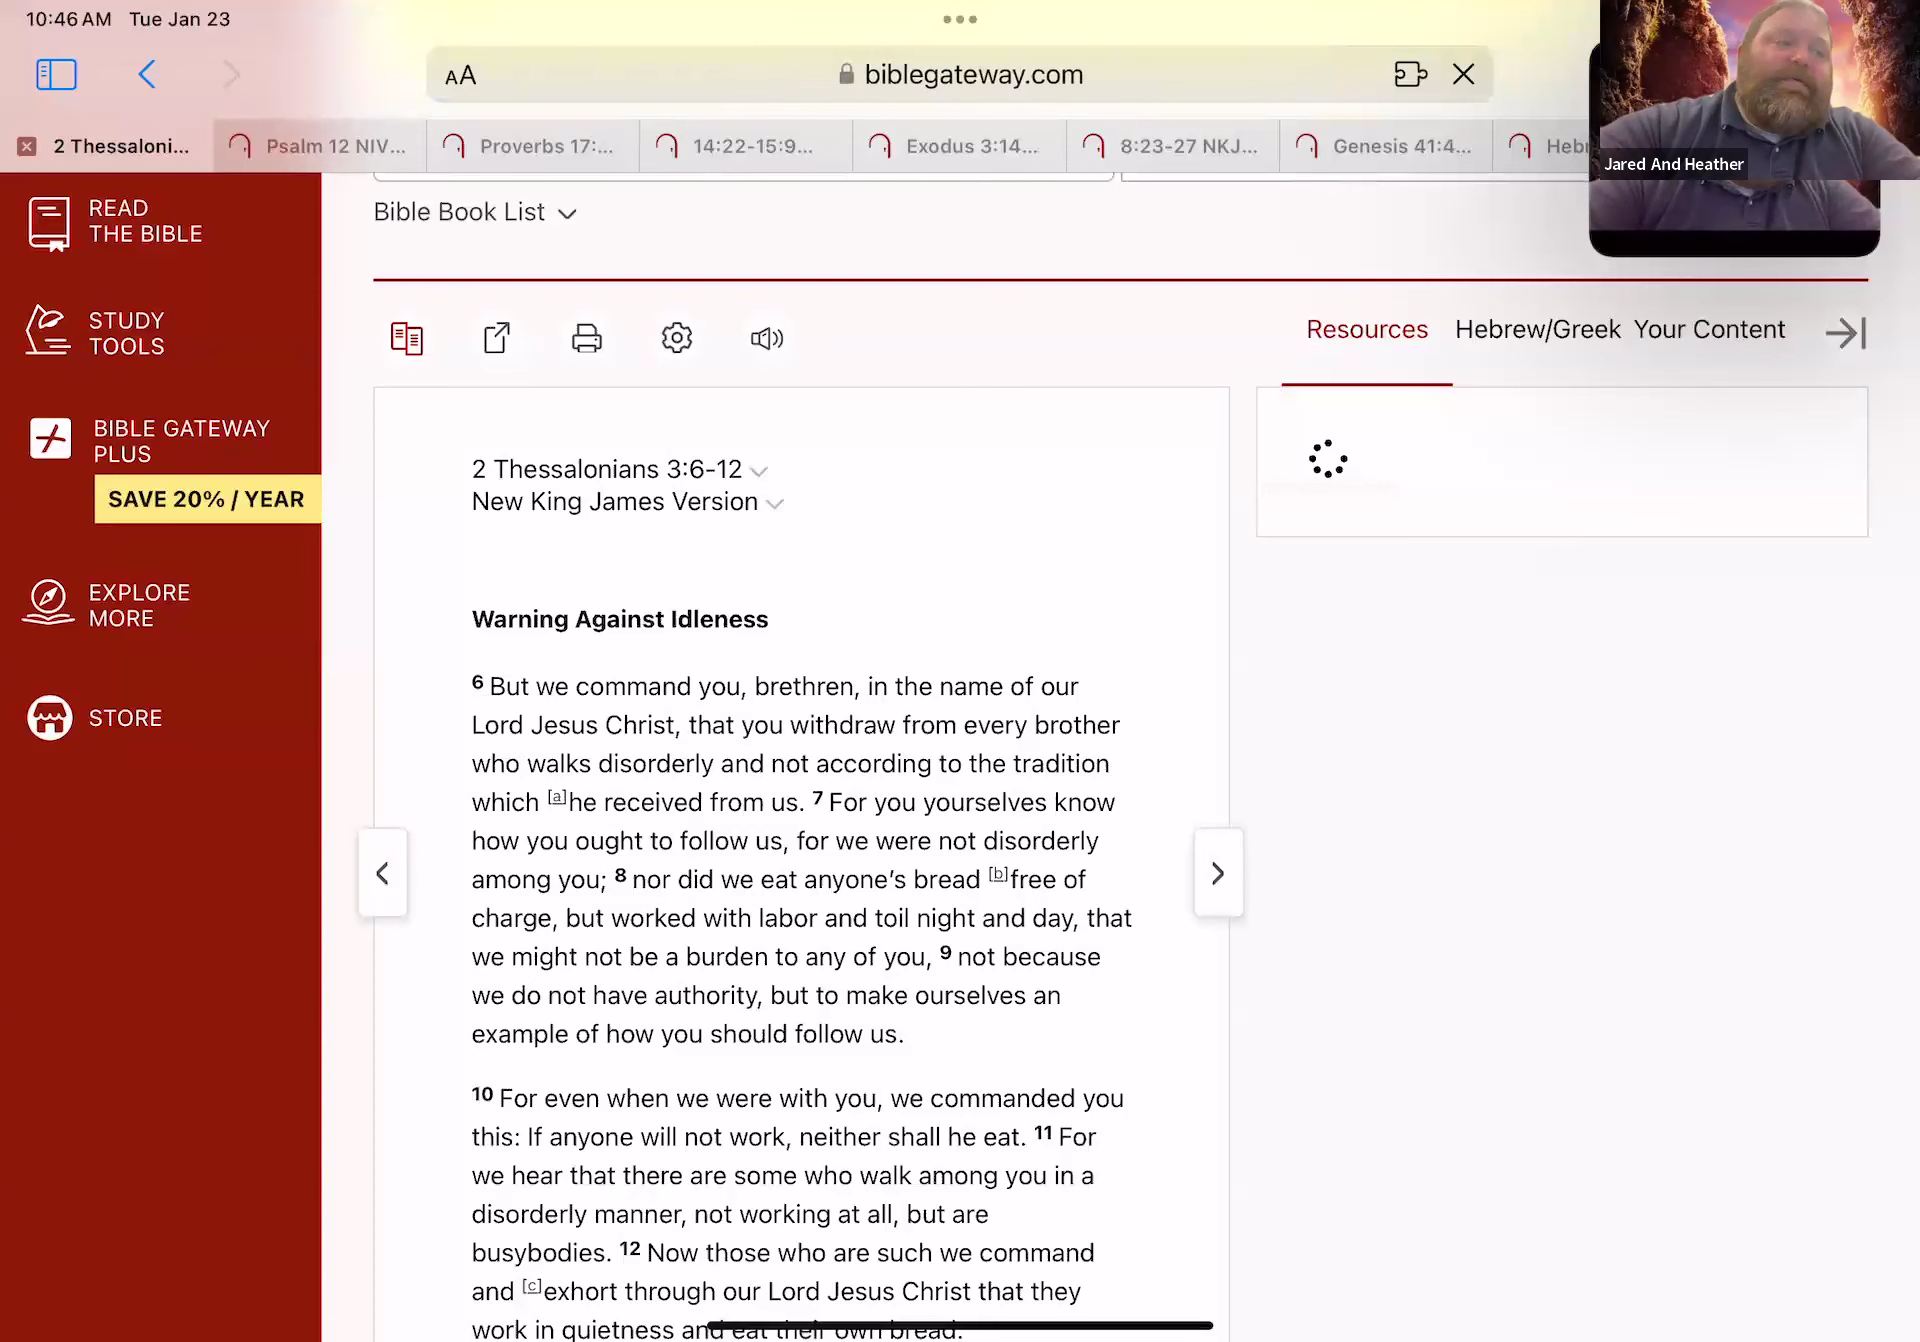 10:46 AM Tue Jan 23
AA biblegateway.com
2 Thessaloni...
Psalm 12 NIV...
Proverbs 17:...
14:22-15:9...
Exodus 3:14...
8:23-27 NKJ...
Genesis 41:4...
Heb
Jared And Heather
READ
THE BIBLE
STUDY
TOOLS
BIBLE GATEWAY
PLUS
SAVE 20% / YEAR
EXPLORE
MORE
STORE
Bible Book List
Resources Hebrew/Greek Your Content
2 Thessalonians 3:6-12
New King James Version
Warning Against Idleness
6 But we command you, brethren, in the name of our
Lord Jesus Christ, that you withdraw from every brother
who walks disorderly and not according to the tradition
which [a]he received from us. 7 For you yourselves know
how you ought to follow us, for we were not disorderly
among you; 8 nor did we eat anyone's bread [b]free of
charge, but worked with labor and toil night and day, that
we might not be a burden to any of you, 9 not because
we do not have authority, but to make ourselves an
example of how you should follow us.
10 For even when we were with you, we commanded you
this: If anyone will not work, neither shall he eat. 11 For
we hear that there are some who walk among you in a
disorderly manner, not working at all, but are
busybodies. 12 Now those who are such we command
and [c]exhort through our Lord Jesus Christ that they
work in quietness and eat their own bread.